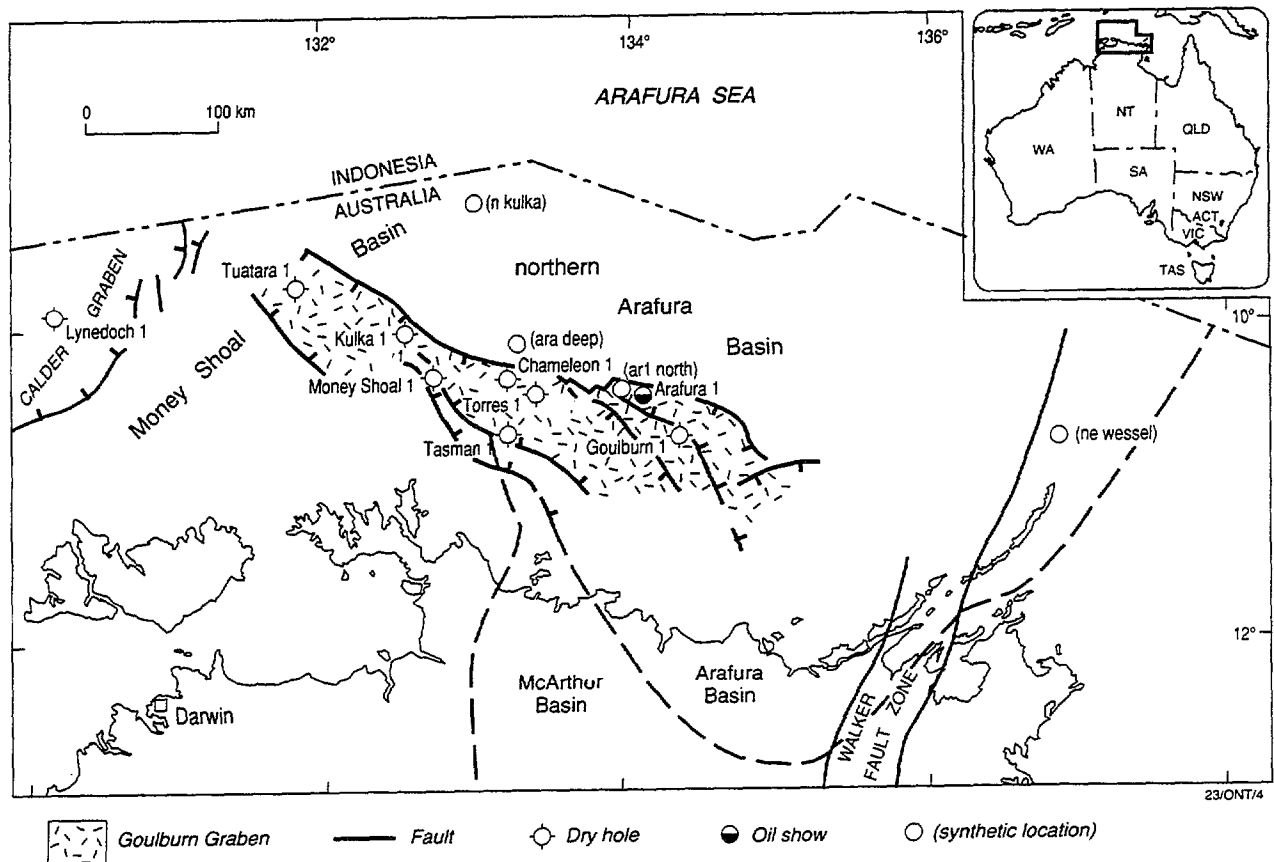 132°
134°
136°
0
100 km
ARAFURA SEA
NT
WA
QLD
SA
NSW
ACT
VIC
TAS
INDONESIA
AUSTRALIA
(n kulka)
Basin
northern
Arafura
Basin
Tuatara 1
CALDER GRABEN
Lynedoch 1
Money Shoal
Kulka 1
(ara deep)
Chameleon 1
(ar1 north)
Money Shoal 1
Arafura 1
Torres 1
Tasman 1
Goulburn 1
10°
(ne wessel)
12°
McArthur
Basin
Arafura
Basin
WALKER
FAULT ZONE
Darwin
23/ONT/4
Goulburn Graben
Fault
Dry hole
Oil show
(synthetic location)